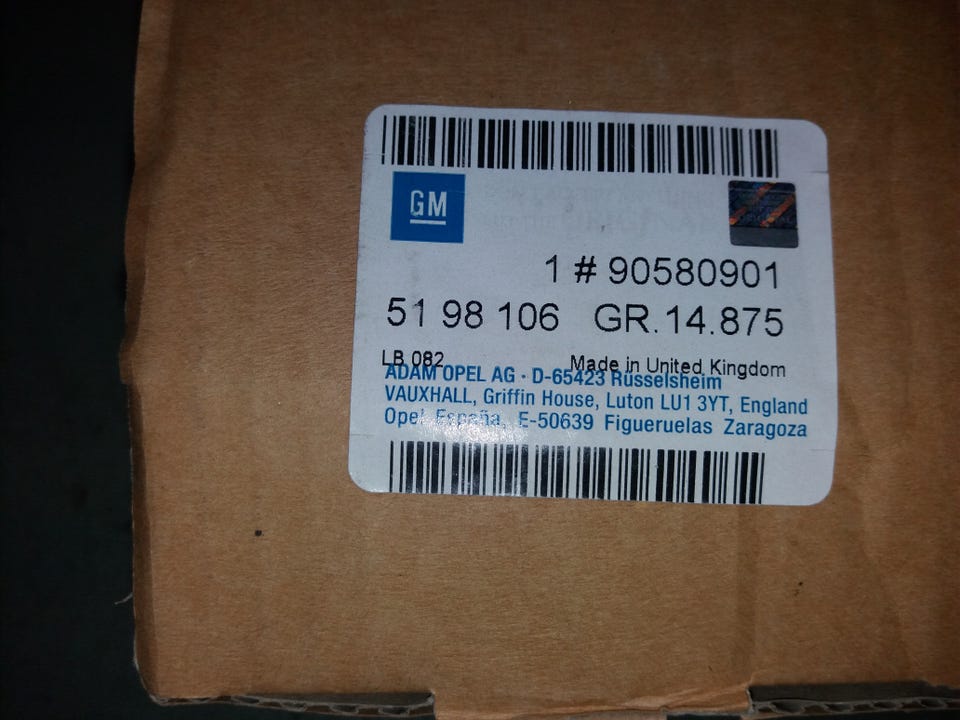 GM
1 # 90580901
51 98 106 GR. 14.875
LB 082 Made in United Kingdom
ADAM OPEL AG · D-65423 Rüsselsheim
VAUXHALL, Griffin House, Luton LU1 3YT, England
Opel España, E-50639 Figueruelas Zaragoza